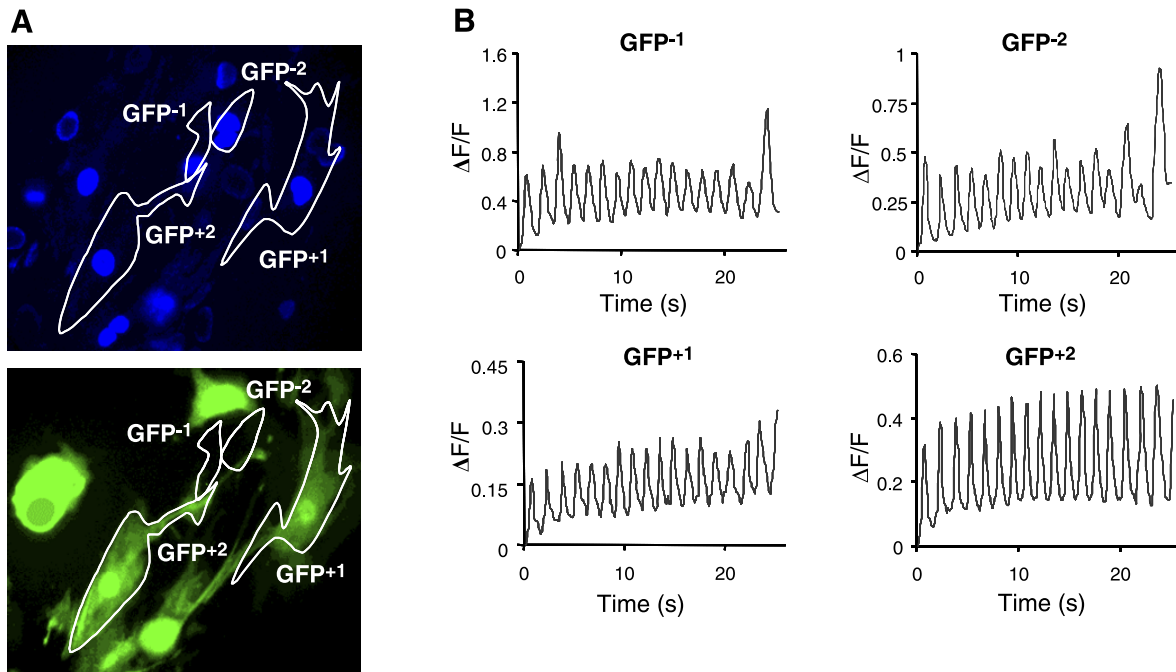 A
GFP-2
GFP-1
GFP+2
GFP+1
GFP-2
GFP-1
GFP+2
GFP+1
B
GFP-1
1.6
1.2
0.8
0.4
0
ΔF/F
0 10 20
Time (s)
GFP-2
1
0.75
0.5
0.25
0
ΔF/F
0 10 20
Time (s)
GFP+1
0.45
0.3
0.15
0
ΔF/F
0 10 20
Time (s)
GFP+2
0.6
0.4
0.2
0
ΔF/F
0 10 20
Time (s)